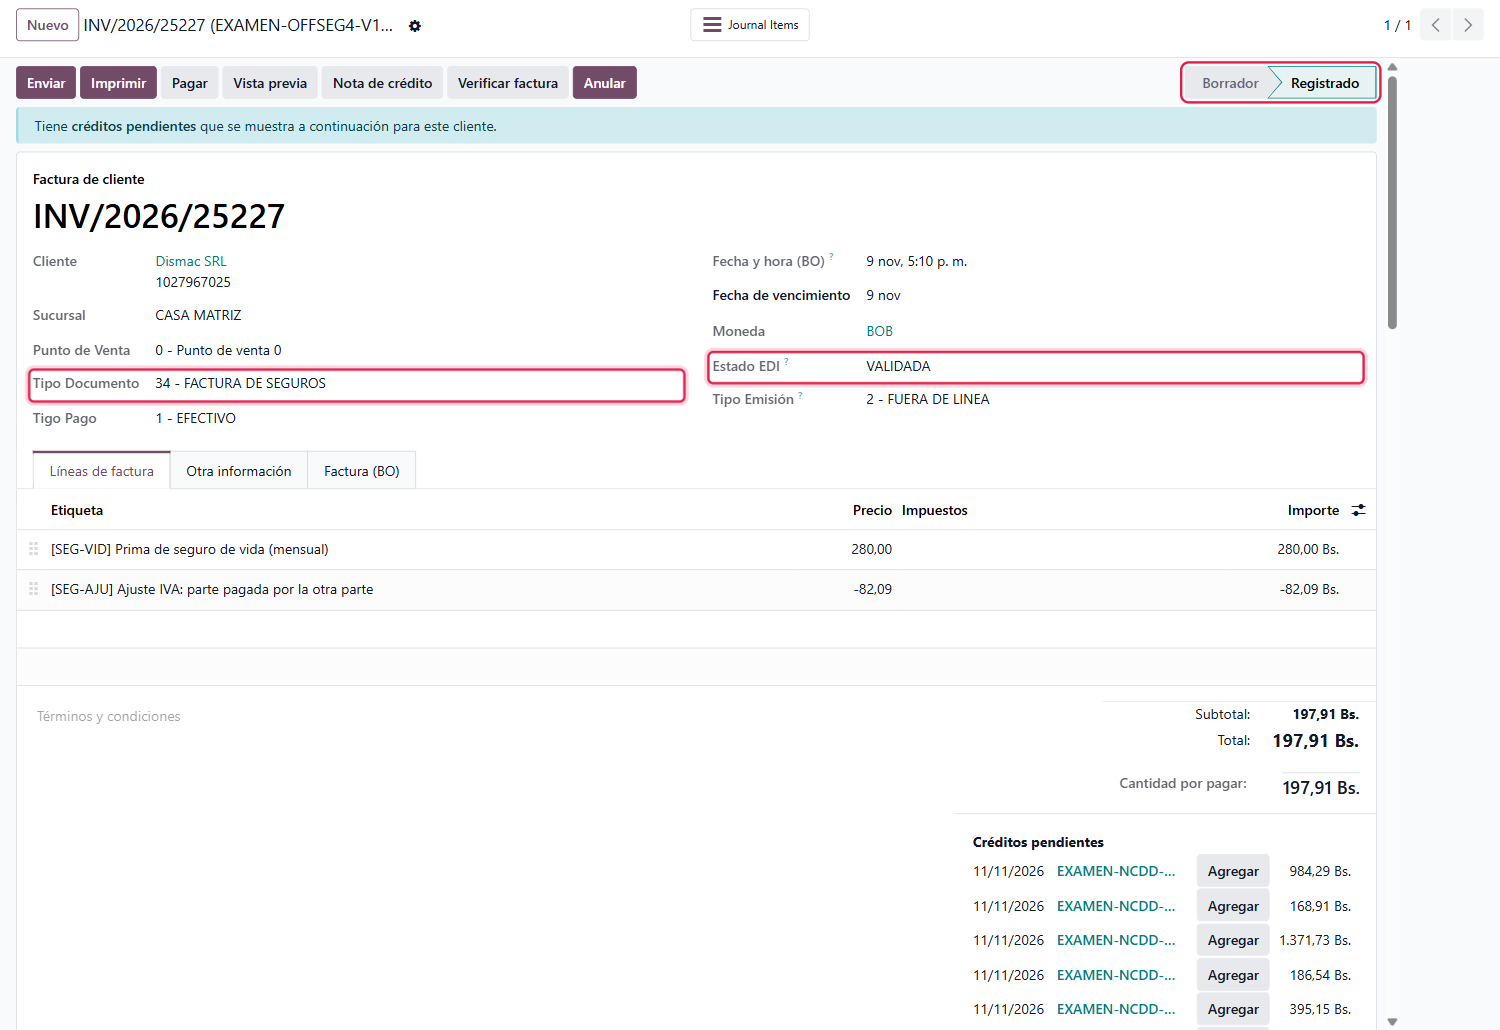 Nuevo INV/2026/25227 (EXAMEN-OFFSEG4-V1... Journal Items 1 / 1
Enviar Imprimir Pagar Vista previa Nota de crédito Verificar factura Anular Borrador Registrado
Tiene créditos pendientes que se muestra a continuación para este cliente.
Factura de cliente
INV/2026/25227
Cliente Dismac SRL
1027967025
Sucursal CASA MATRIZ
Punto de Venta 0 - Punto de venta 0
Tipo Documento 34 - FACTURA DE SEGUROS
Tigo Pago 1 - EFECTIVO
Fecha y hora (BO) ? 9 nov, 5:10 p. m.
Fecha de vencimiento 9 nov
Moneda BOB
Estado EDI ? VALIDADA
Tipo Emisión ? 2 - FUERA DE LINEA
Líneas de factura Otra información Factura (BO)
Etiqueta Precio Impuestos Importe
[SEG-VID] Prima de seguro de vida (mensual) 280,00 280,00 Bs.
[SEG-AJU] Ajuste IVA: parte pagada por la otra parte -82,09 -82,09 Bs.
Términos y condiciones
Subtotal: 197,91 Bs.
Total: 197,91 Bs.
Cantidad por pagar: 197,91 Bs.
Créditos pendientes
11/11/2026 EXAMEN-NCDD-... Agregar 984,29 Bs.
11/11/2026 EXAMEN-NCDD-... Agregar 168,91 Bs.
11/11/2026 EXAMEN-NCDD-... Agregar 1.371,73 Bs.
11/11/2026 EXAMEN-NCDD-... Agregar 186,54 Bs.
11/11/2026 EXAMEN-NCDD-... Agregar 395,15 Bs.